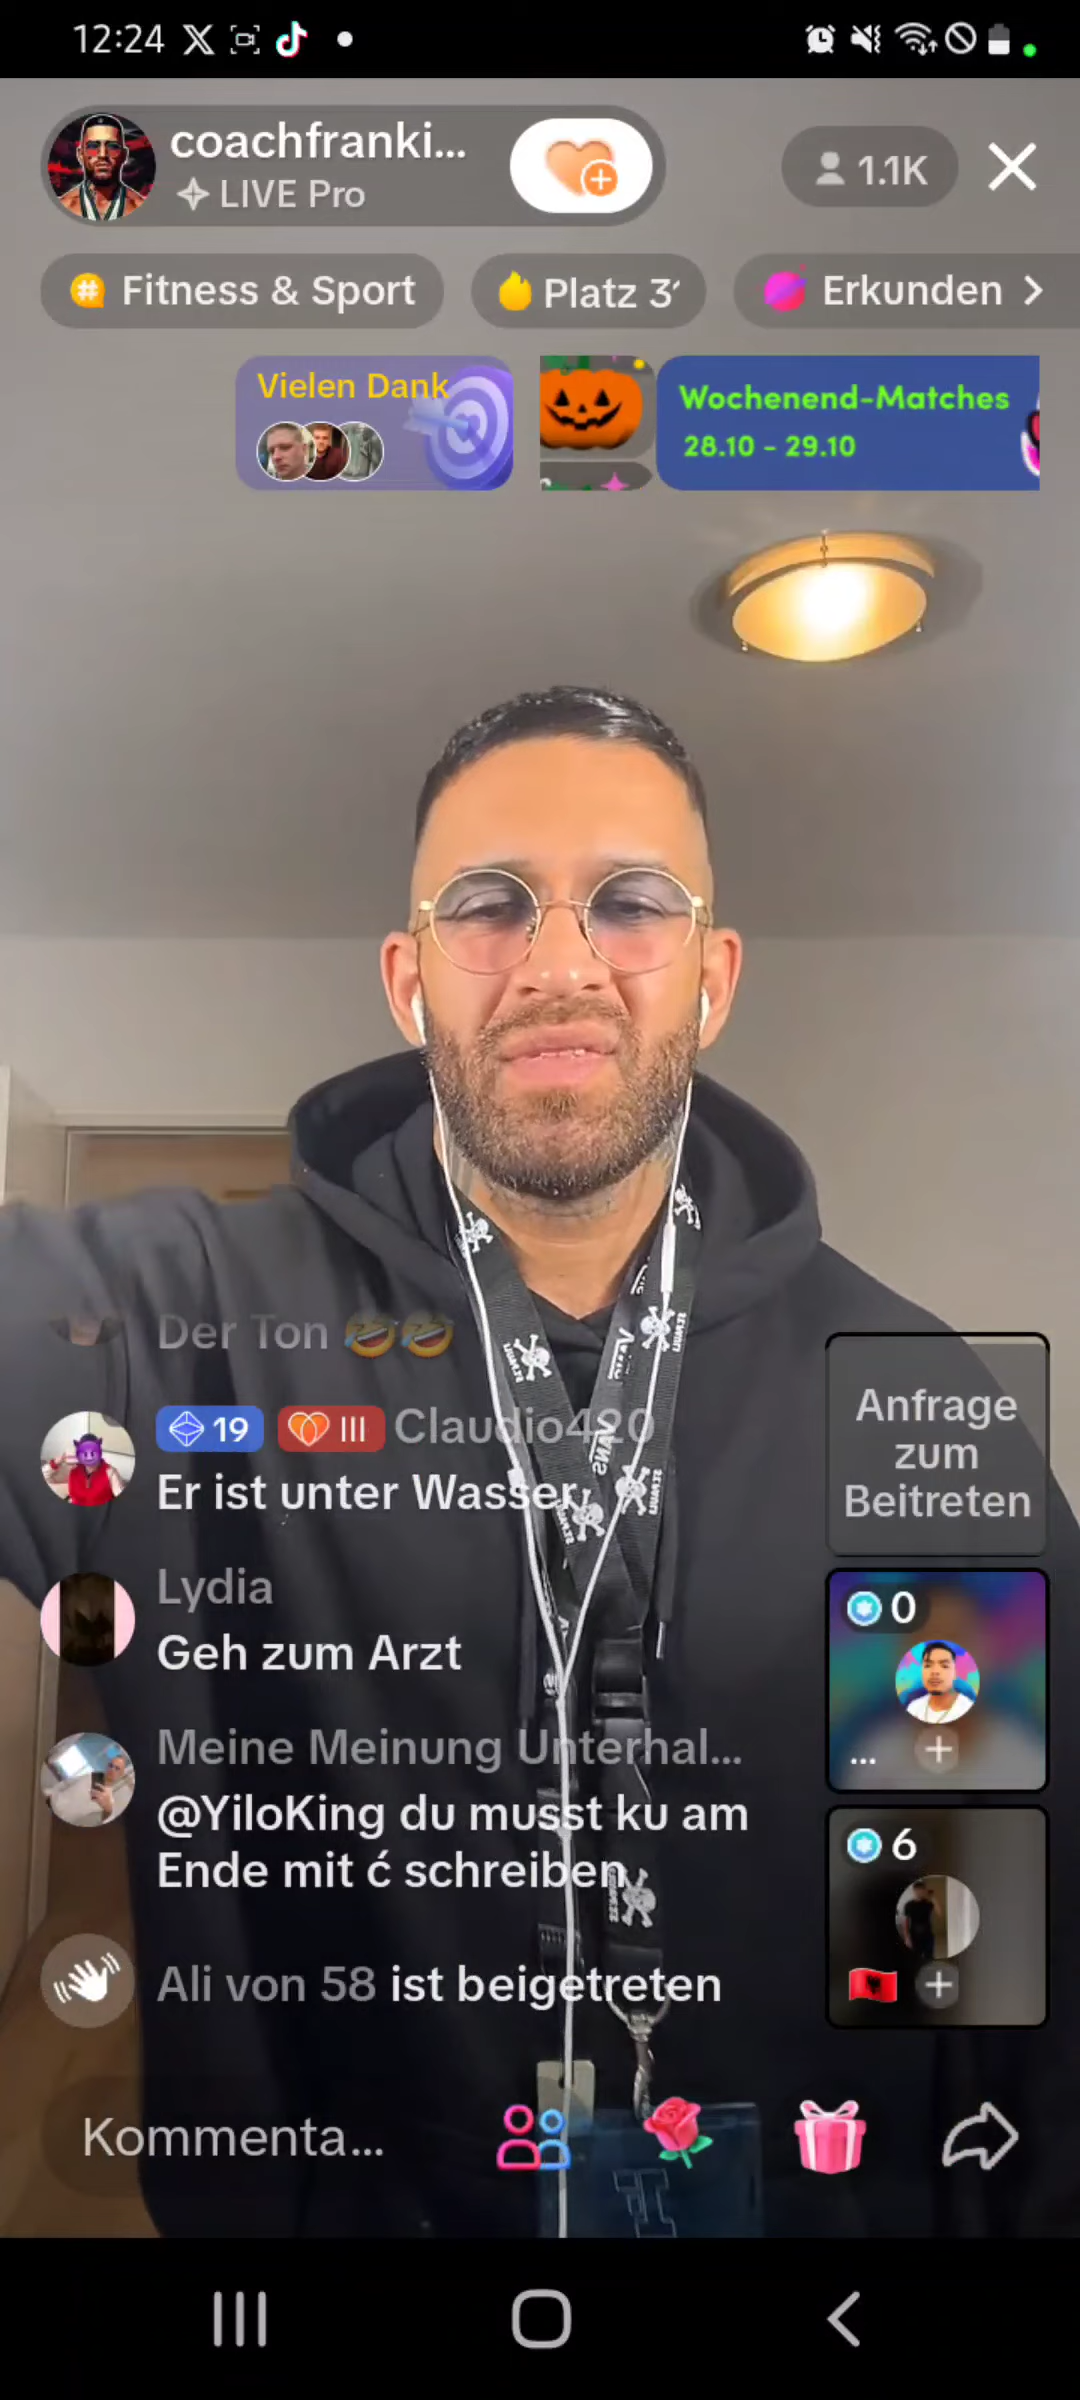 12:24
coachfranki...
LIVE Pro
1.1K
Fitness & Sport
Platz 3
Erkunden
Vielen Dank
Wochenend-Matches
28.10 - 29.10
Der Ton 🤣🤣
19 III Claudio420
Er ist unter Wasser
Lydia
Geh zum Arzt
Meine Meinung Unterhal...
@YiloKing du musst ku am
Ende mit ć schreiben
Ali von 58 ist beigetreten
Anfrage
zum
Beitreten
0
...
6
Kommenta...
VANS